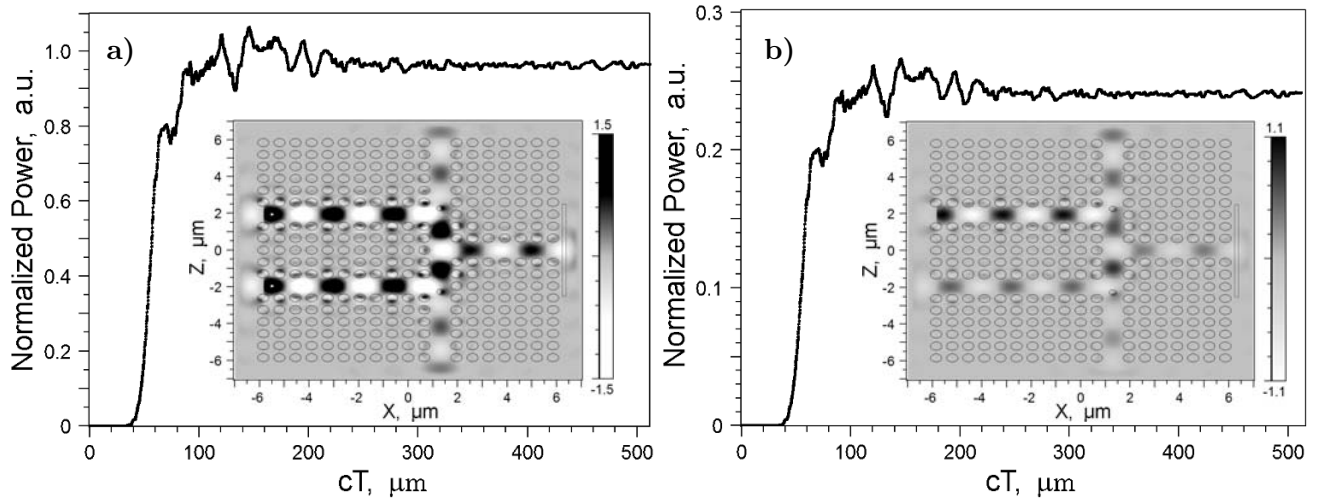 a)
Normalized Power, a.u.
1.0
0.8
0.6
0.4
0.2
0
0 100 200 300 400 500
cT, μm
Z, μm
6
4
2
0
-2
-4
-6
-6 -4 -2 0 2 4 6
X, μm
1.5
-1.5
b)
Normalized Power, a.u.
0.3
0.2
0.1
0
0 100 200 300 400 500
cT, μm
Z, μm
6
4
2
0
-2
-4
-6
-6 -4 -2 0 2 4 6
X, μm
1.1
-1.1